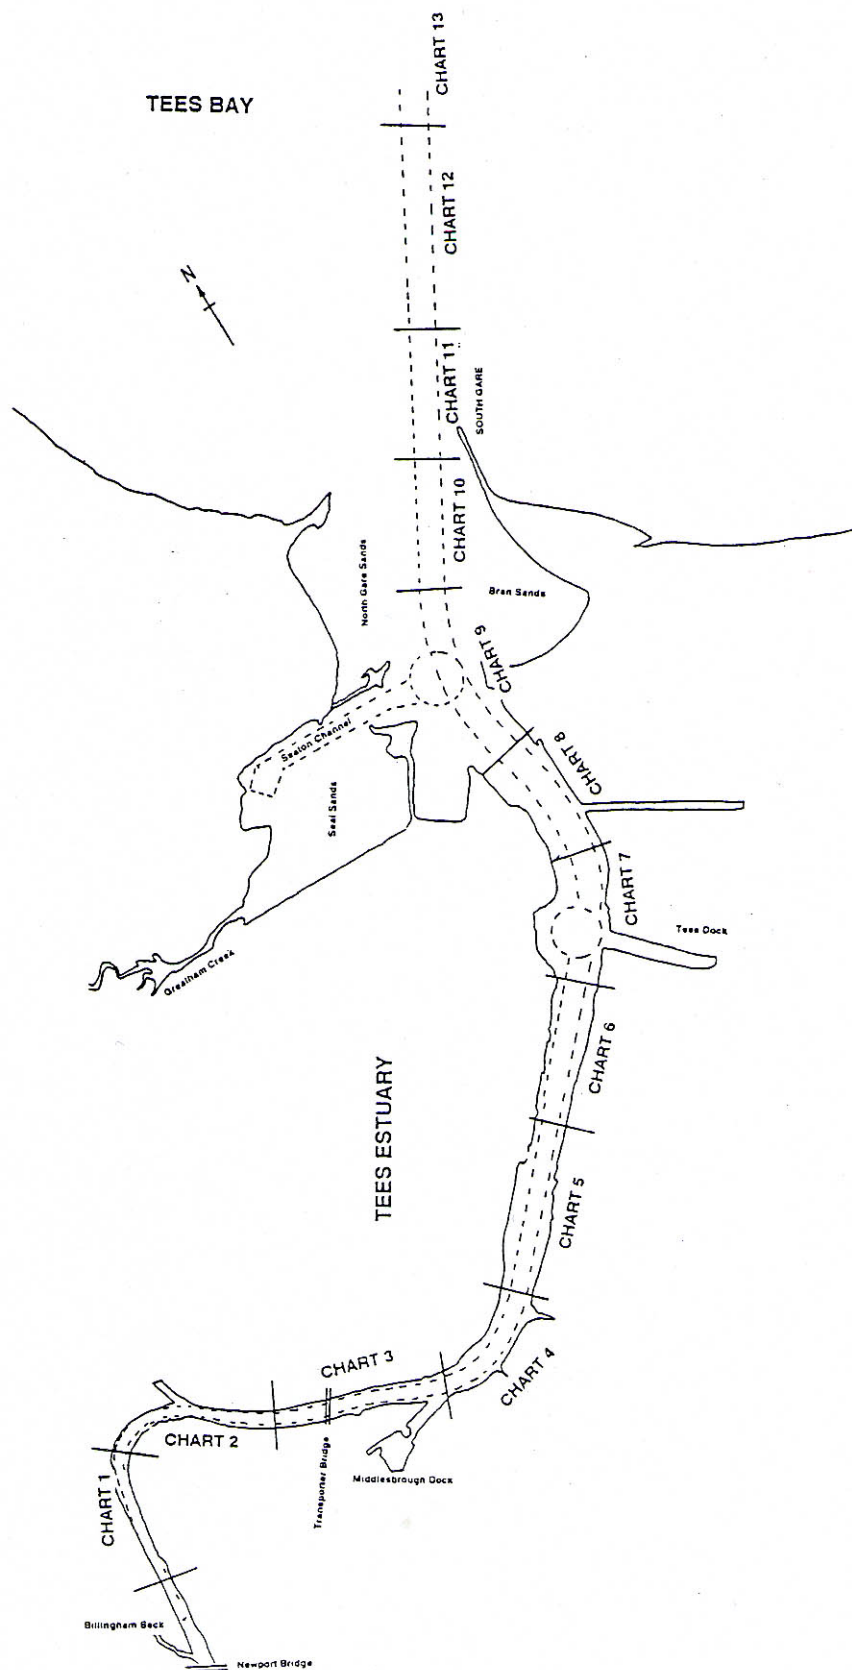 CHART 13
TEES BAY
CHART 12
N
CHART 11
SOUTH GARE
CHART 10
North Gare Sands
Bran Sands
CHART 9
Seaton Channel
CHART 8
Seal Sands
CHART 7
Tees Dock
Greatham Creek
CHART 6
TEES ESTUARY
CHART 5
CHART 3
CHART 4
CHART 2
Transporter Bridge
Middlesbrough Dock
CHART 1
Billingham Beck
Newport Bridge